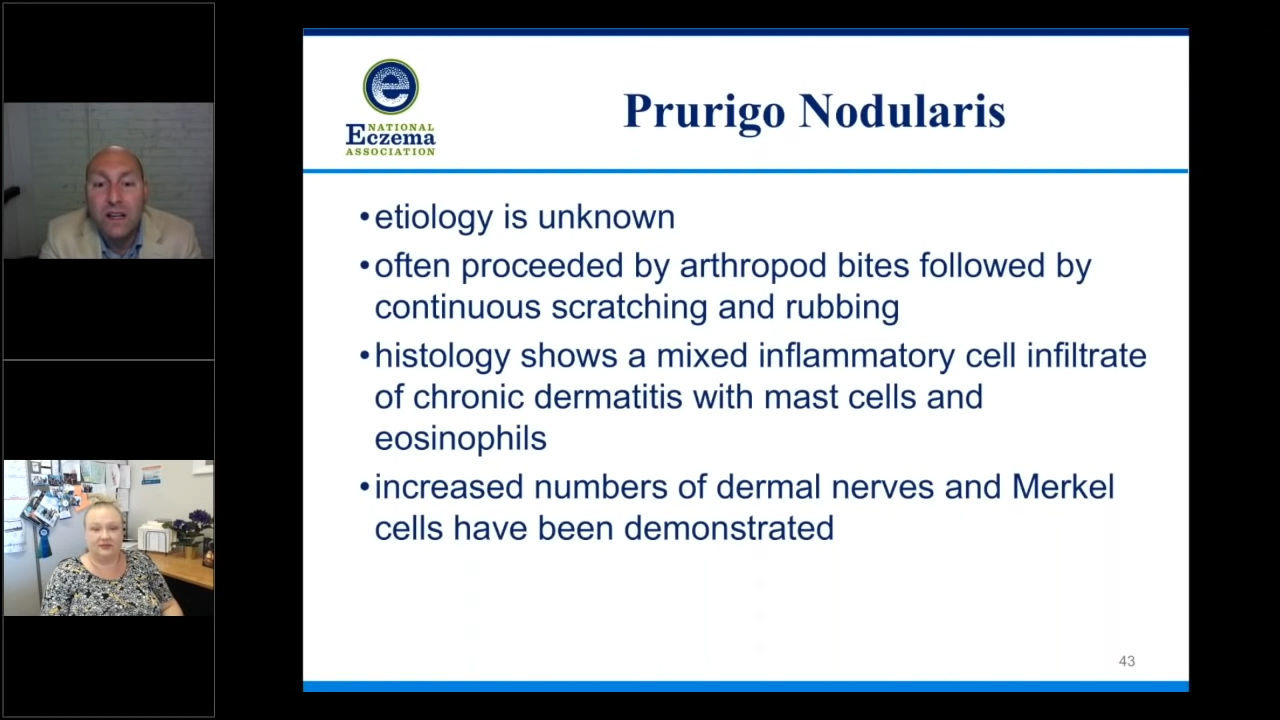 NATIONAL
Eczema
ASSOCIATION
Prurigo Nodularis
•etiology is unknown
•often proceeded by arthropod bites followed by
continuous scratching and rubbing
•histology shows a mixed inflammatory cell infiltrate
of chronic dermatitis with mast cells and
eosinophils
•increased numbers of dermal nerves and Merkel
cells have been demonstrated
43